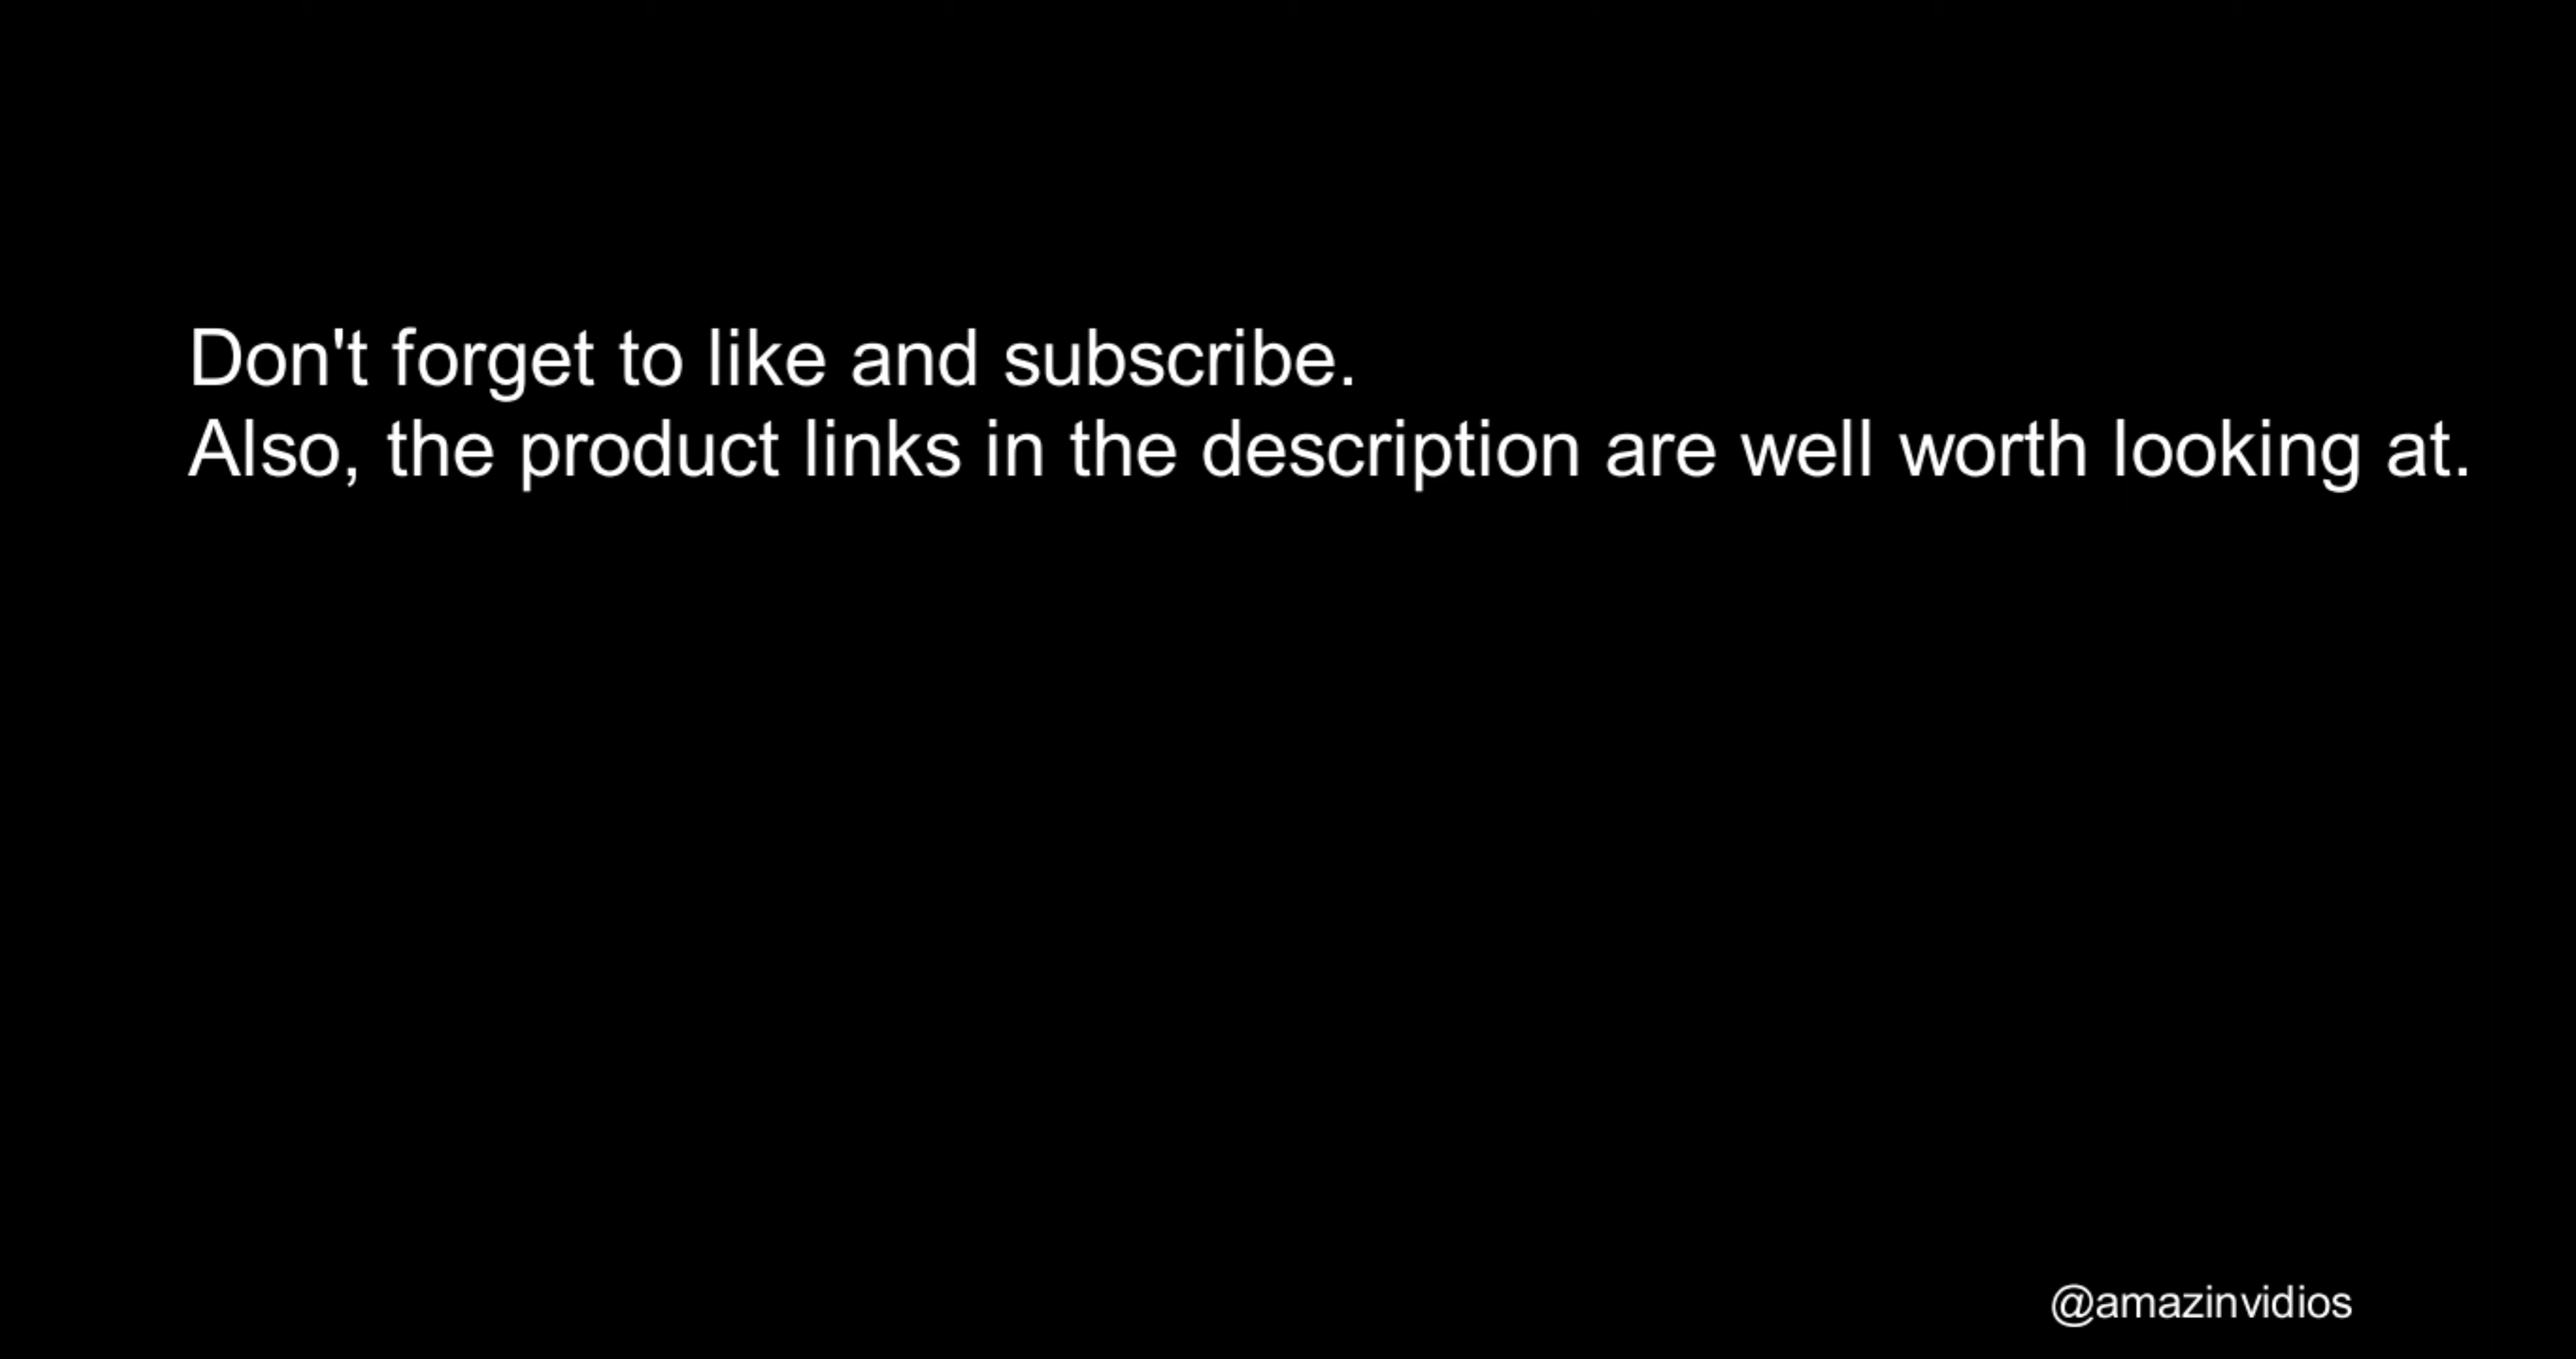 Don't forget to like and subscribe.
Also, the product links in the description are well worth looking at.
@amazinvidios